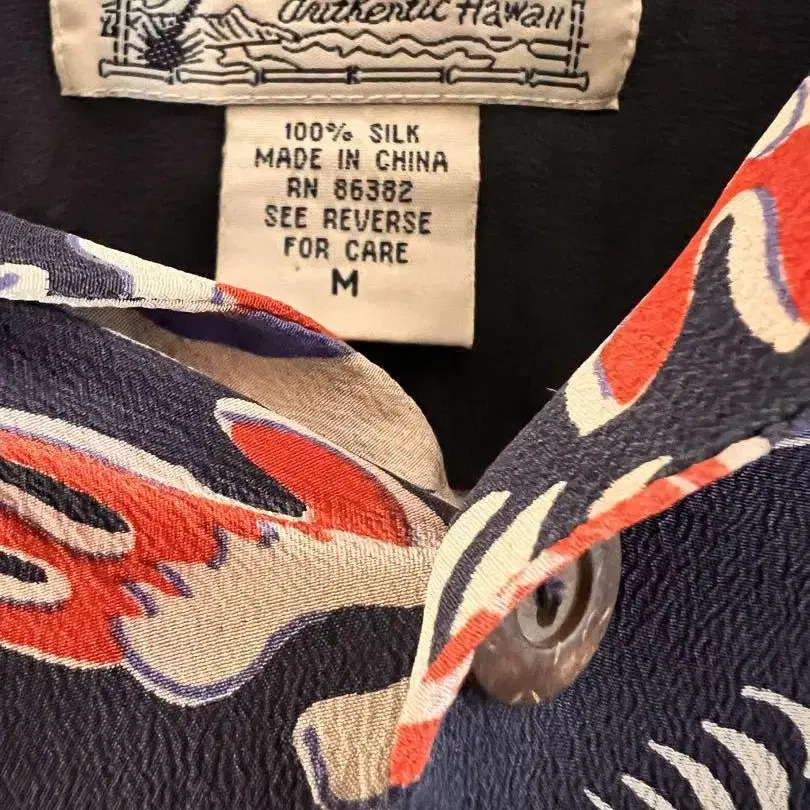 authentic Hawaii
100% SILK
MADE IN CHINA
RN 86382
SEE REVERSE
FOR CARE
M